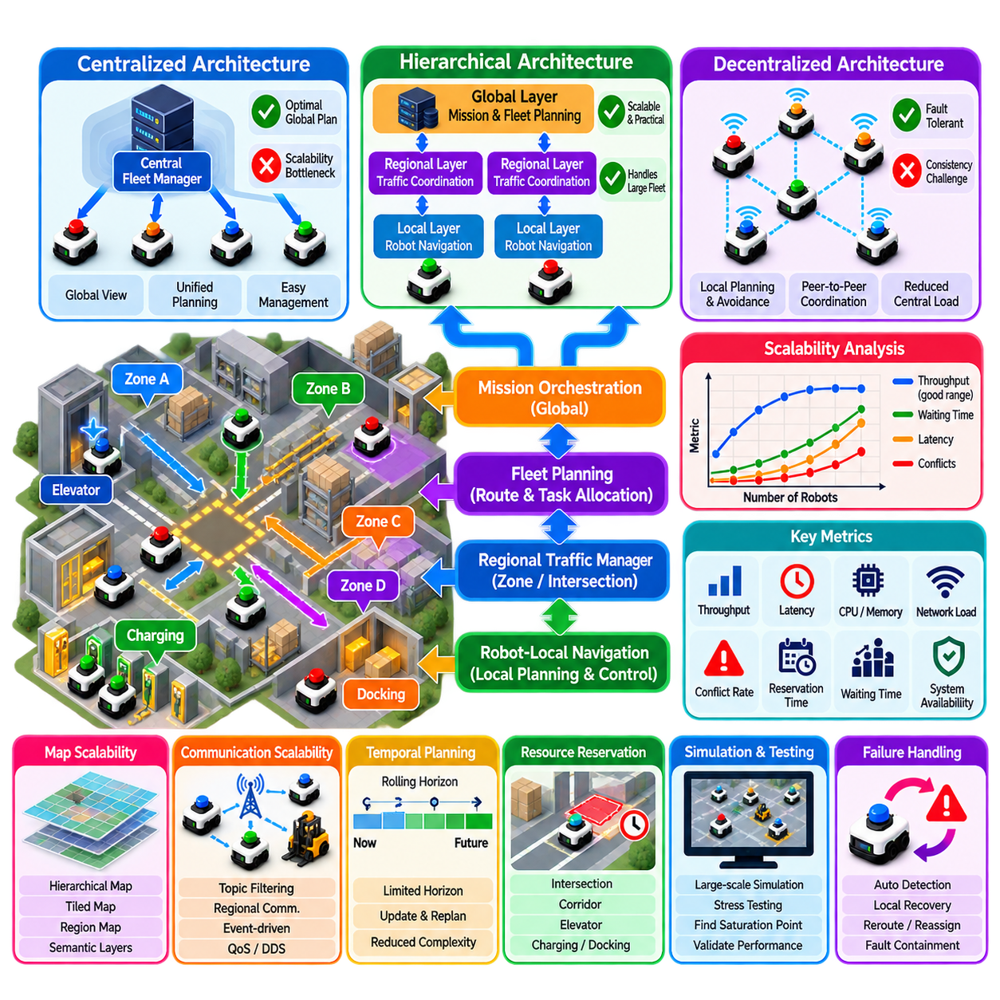 Centralized Architecture
Optimal
Global Plan
Scalability
Bottleneck
Central
Fleet Manager
Global View
Unified
Planning
Easy
Management
Hierarchical Architecture
Global Layer
Mission & Fleet Planning
Scalable
& Practical
Regional Layer
Traffic Coordination
Regional Layer
Traffic Coordination
Handles
Large Fleet
Local Layer
Robot Navigation
Local Layer
Robot Navigation
Decentralized Architecture
Fault
Tolerant
Consistency
Challenge
Local Planning
& Avoidance
Peer-to-Peer
Coordination
Reduced
Central Load
Zone A
Zone B
Elevator
Zone C
Zone D
Charging
Docking
Mission Orchestration
(Global)
Fleet Planning
(Route & Task Allocation)
Regional Traffic Manager
(Zone / Intersection)
Robot-Local Navigation
(Local Planning & Control)
Scalability Analysis
Metric
Number of Robots
Throughput
(good range)
Waiting Time
Latency
Conflicts
Key Metrics
Throughput
Latency
CPU / Memory
Network Load
Conflict Rate
Reservation
Time
Waiting Time
System
Availability
Map Scalability
Hierarchical Map
Tiled Map
Region Map
Semantic Layers
Communication Scalability
Topic Filtering
Regional Comm.
Event-driven
QoS / DDS
Temporal Planning
Rolling Horizon
Now
Future
Limited Horizon
Update & Replan
Reduced Complexity
Resource Reservation
Intersection
Corridor
Elevator
Charging / Docking
Simulation & Testing
Large-scale Simulation
Stress Testing
Find Saturation Point
Validate Performance
Failure Handling
Auto Detection
Local Recovery
Reroute / Reassign
Fault Containment